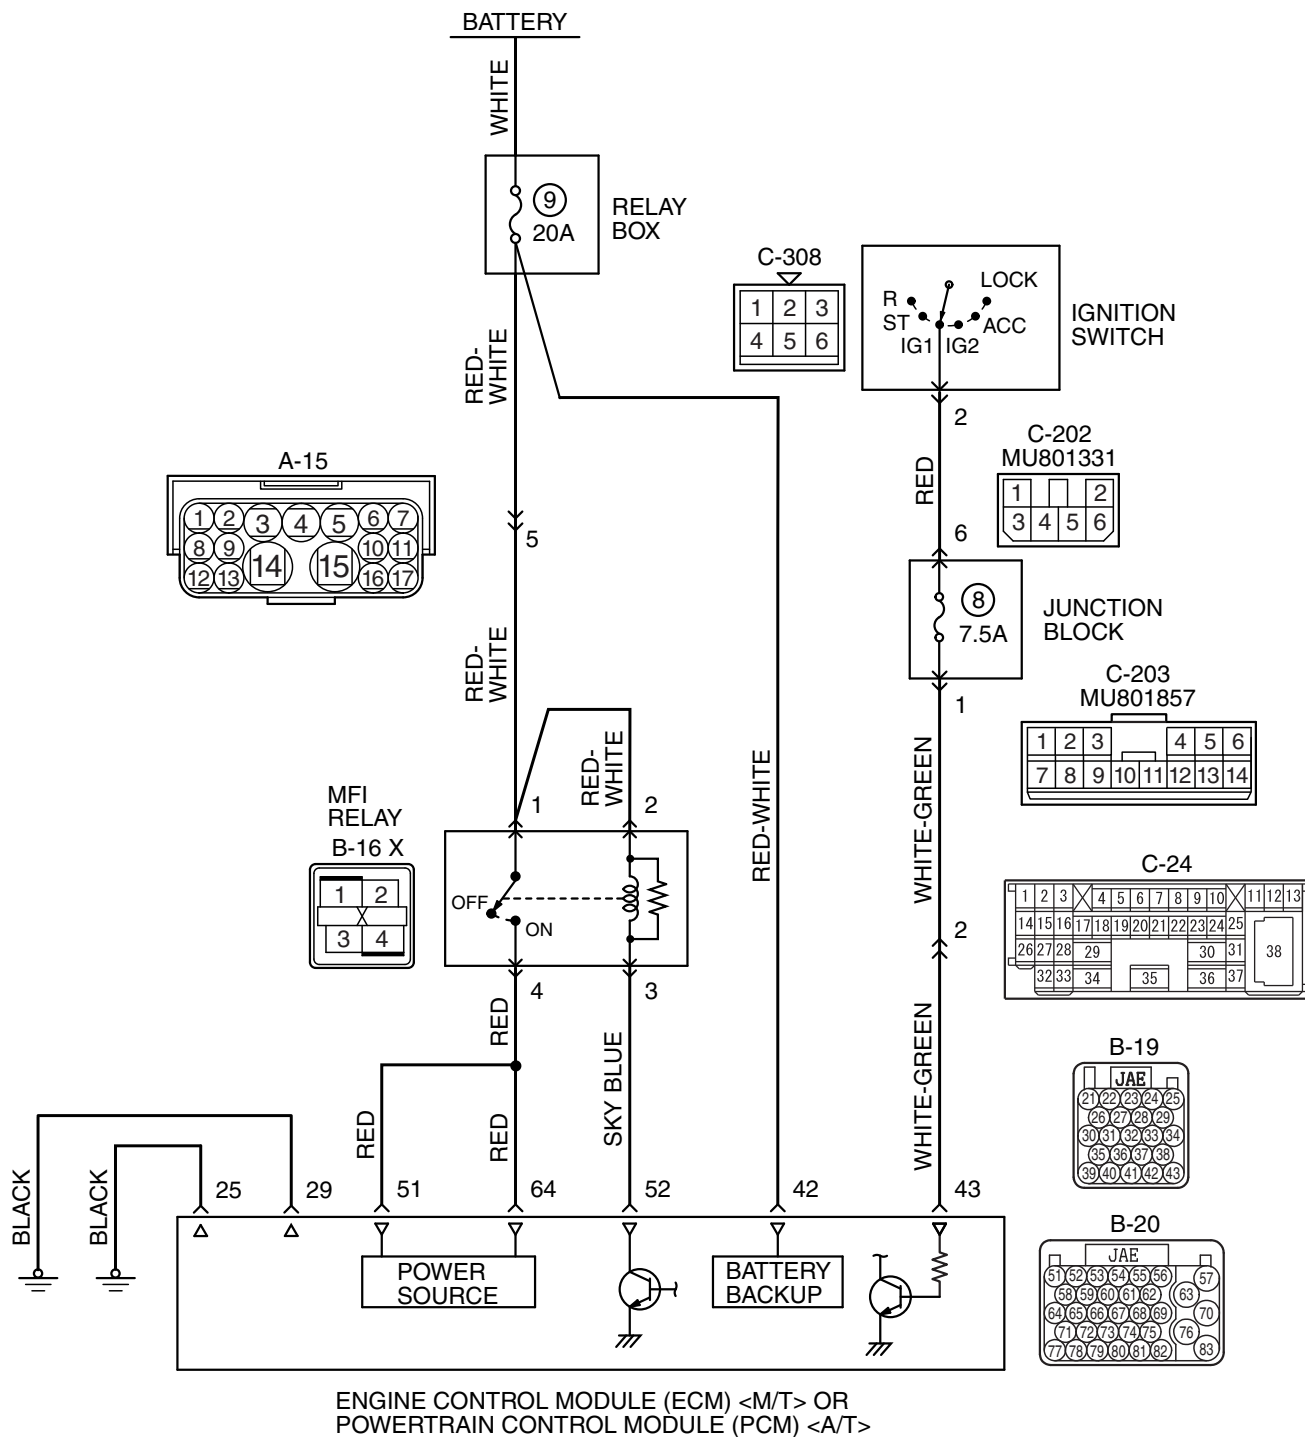 BATTERY
WHITE
9
20A
RELAY
BOX
RED-
WHITE
C-308
1 2 3
4 5 6
LOCK
R
ST
ACC
IG1 IG2
IGNITION
SWITCH
2
RED
C-202
MU801331
1 2
3 4 5 6
6
A-15
1 2 3 4 5 6 7
8 9 10 11
14 15
12 13 16 17
5
8
7.5A
JUNCTION
BLOCK
1
RED-
WHITE
C-203
MU801857
1 2 3 4 5 6
7 8 9 10 11 12 13 14
RED-
WHITE
RED-WHITE
WHITE-GREEN
MFI
RELAY
B-16 X
1 2
3 4
1
2
OFF
ON
4
3
C-24
1 2 3 4 5 6 7 8 9 10 11 12 13
14 15 16 17 18 19 20 21 22 23 24 25
26 27 28 29 30 31 38
32 33 34 35 36 37
2
RED
SKY BLUE
WHITE-GREEN
B-19
JAE
21 22 23 24 25
26 27 28 29
30 31 32 33 34
35 36 37 38
39 40 41 42 43
RED
RED
BLACK
BLACK
25 29 51 64 52 42 43
POWER
SOURCE
BATTERY
BACKUP
B-20
JAE
51 52 53 54 55 56 57
58 59 60 61 62 63
64 65 66 67 68 69 70
71 72 73 74 75 76
77 78 79 80 81 82 83
ENGINE CONTROL MODULE (ECM) <M/T> OR
POWERTRAIN CONTROL MODULE (PCM) <A/T>